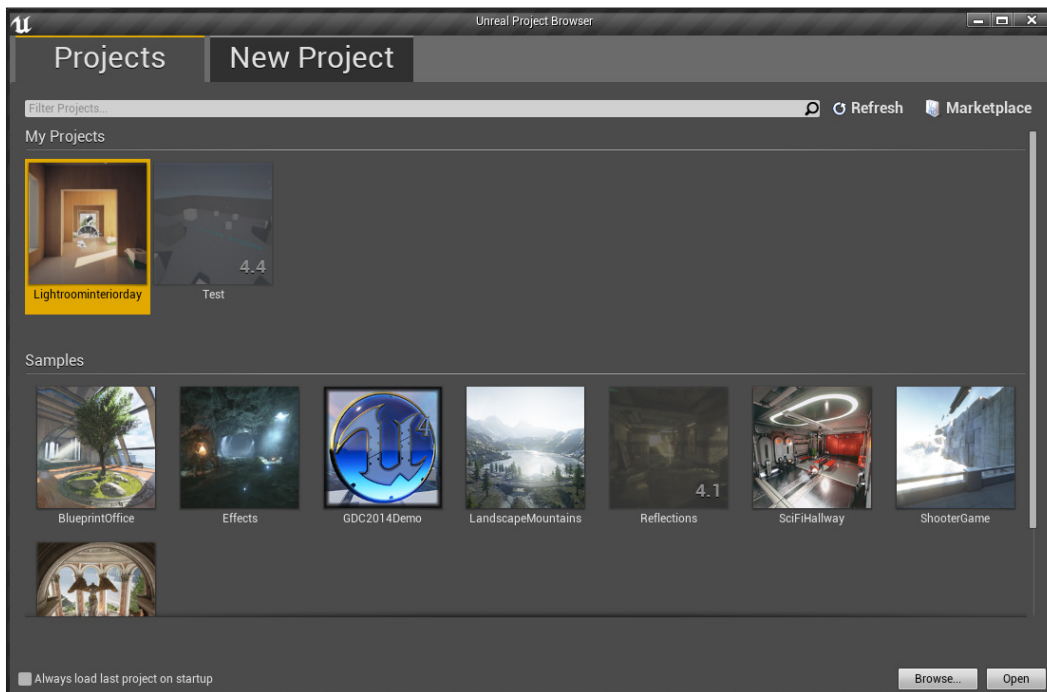 Unreal Project Browser
Projects
New Project
Filter Projects...
Refresh
Marketplace
My Projects
4.4
Lightroominteriorday
Test
Samples
4
4.1
BlueprintOffice
Effects
GDC2014Demo
LandscapeMountains
Reflections
SciFiHallway
ShooterGame
Always load last project on startup
Browse...
Open